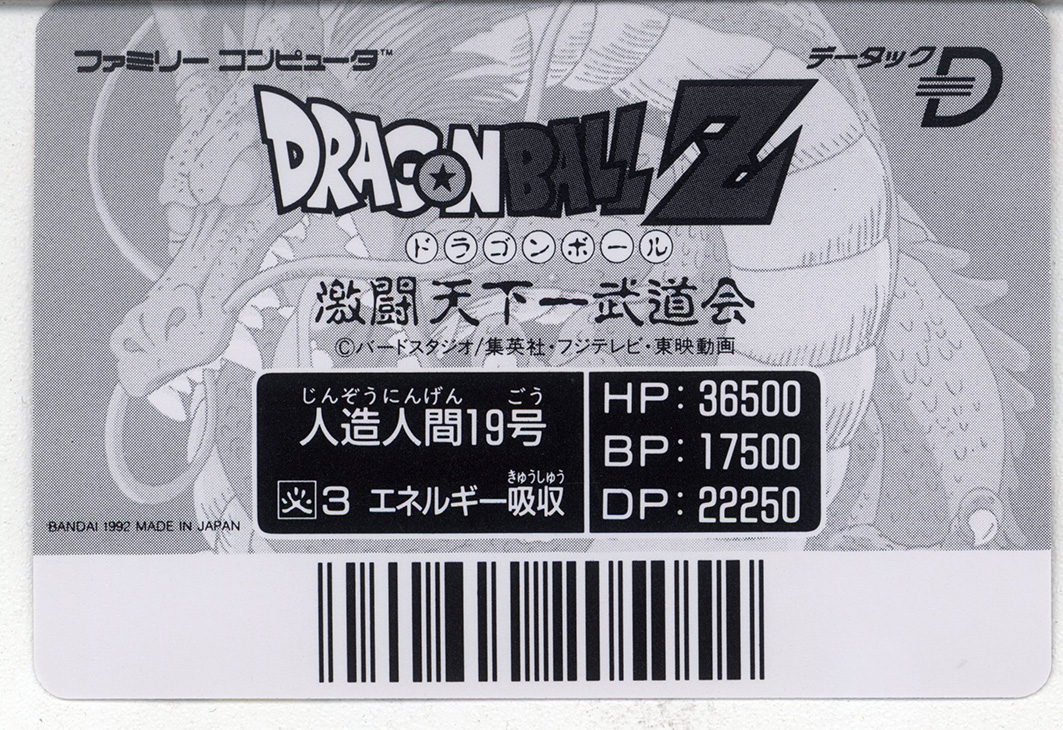 ファミリー コンピュータ™
データック D
DRAGON BALL Z
ドラゴンボール
激闘 天下一武道会
©バードスタジオ/集英社・フジテレビ・東映動画
じんぞうにんげん ごう
人造人間19号
きゅうしゅう
炎3 エネルギー吸収
HP: 36500
BP: 17500
DP: 22250
BANDAI 1992 MADE IN JAPAN